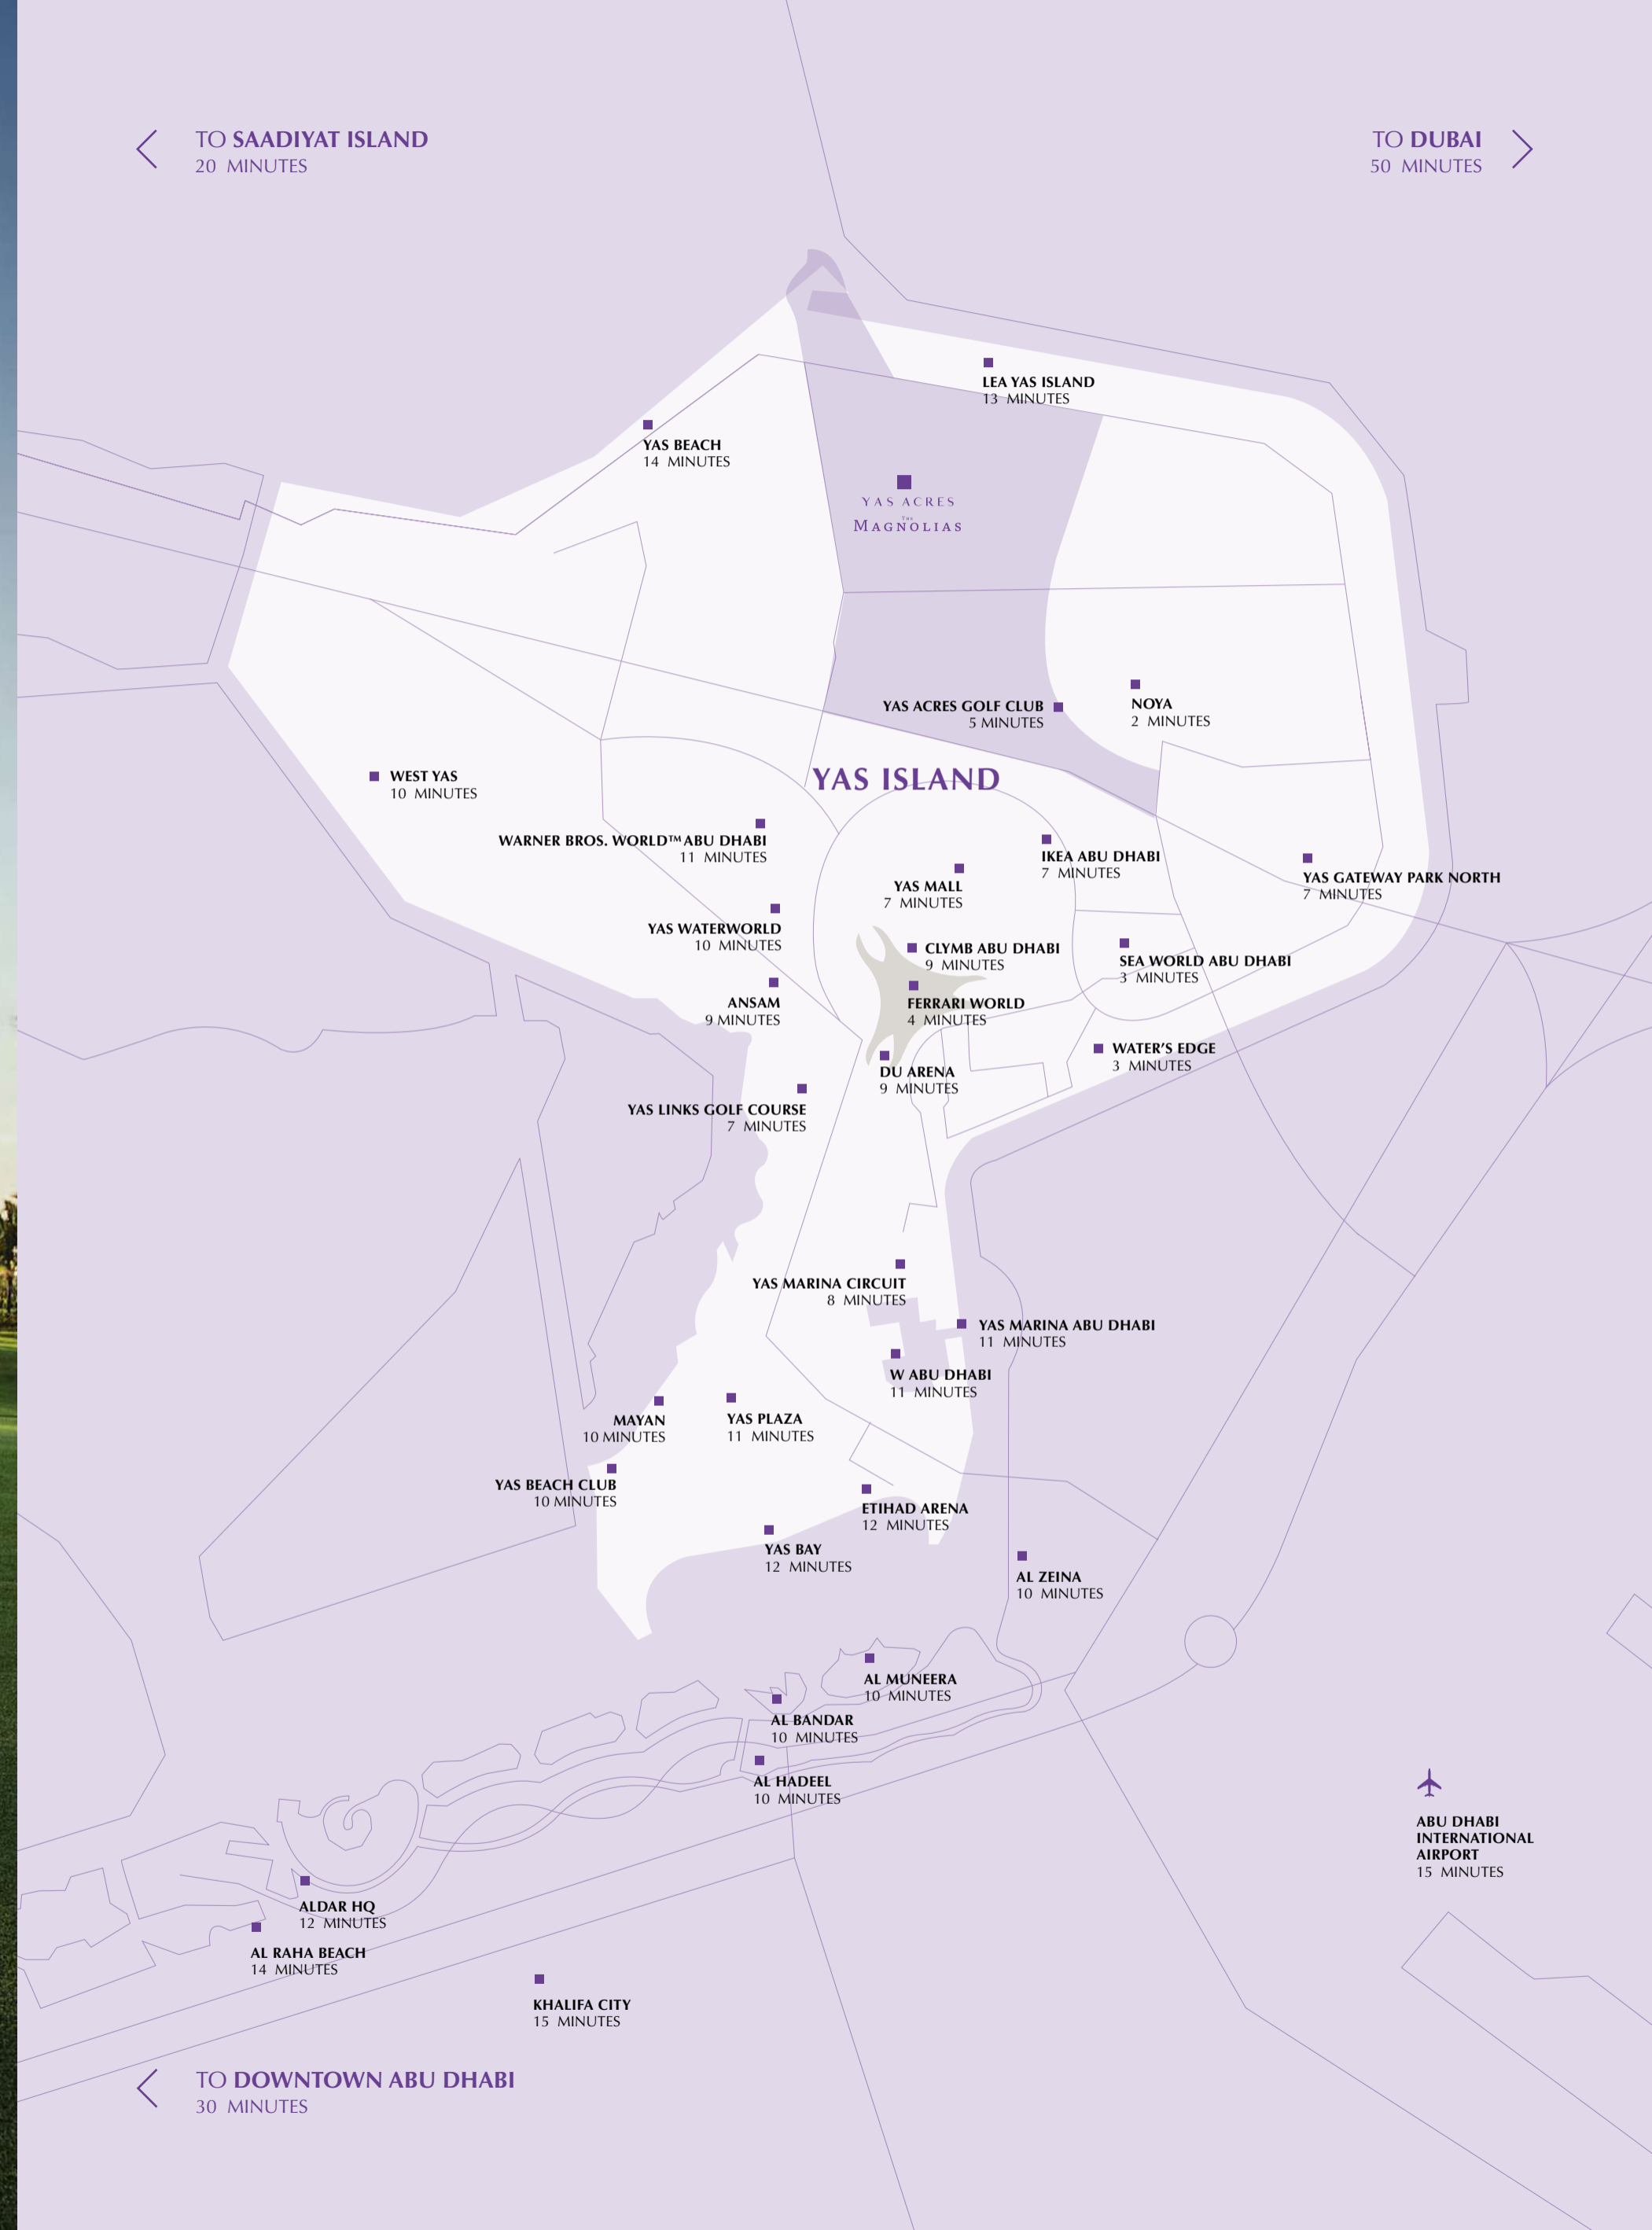 TO SAADIYAT ISLAND
20 MINUTES
TO DUBAI
50 MINUTES
LEA YAS ISLAND
13 MINUTES
YAS BEACH
14 MINUTES
YAS ACRES
THE
MAGNOLIAS
YAS ACRES GOLF CLUB
5 MINUTES
NOYA
2 MINUTES
YAS ISLAND
WEST YAS
10 MINUTES
WARNER BROS. WORLD™ ABU DHABI
11 MINUTES
IKEA ABU DHABI
7 MINUTES
YAS MALL
7 MINUTES
YAS GATEWAY PARK NORTH
7 MINUTES
YAS WATERWORLD
10 MINUTES
CLYMB ABU DHABI
9 MINUTES
SEA WORLD ABU DHABI
3 MINUTES
ANSAM
9 MINUTES
FERRARI WORLD
4 MINUTES
WATER'S EDGE
3 MINUTES
DU ARENA
9 MINUTES
YAS LINKS GOLF COURSE
7 MINUTES
YAS MARINA CIRCUIT
8 MINUTES
YAS MARINA ABU DHABI
11 MINUTES
W ABU DHABI
11 MINUTES
MAYAN
10 MINUTES
YAS PLAZA
11 MINUTES
YAS BEACH CLUB
10 MINUTES
ETIHAD ARENA
12 MINUTES
YAS BAY
12 MINUTES
AL ZEINA
10 MINUTES
AL MUNEERA
10 MINUTES
AL BANDAR
10 MINUTES
AL HADEEL
10 MINUTES
ABU DHABI
INTERNATIONAL
AIRPORT
15 MINUTES
ALDAR HQ
12 MINUTES
AL RAHA BEACH
14 MINUTES
KHALIFA CITY
15 MINUTES
TO DOWNTOWN ABU DHABI
30 MINUTES